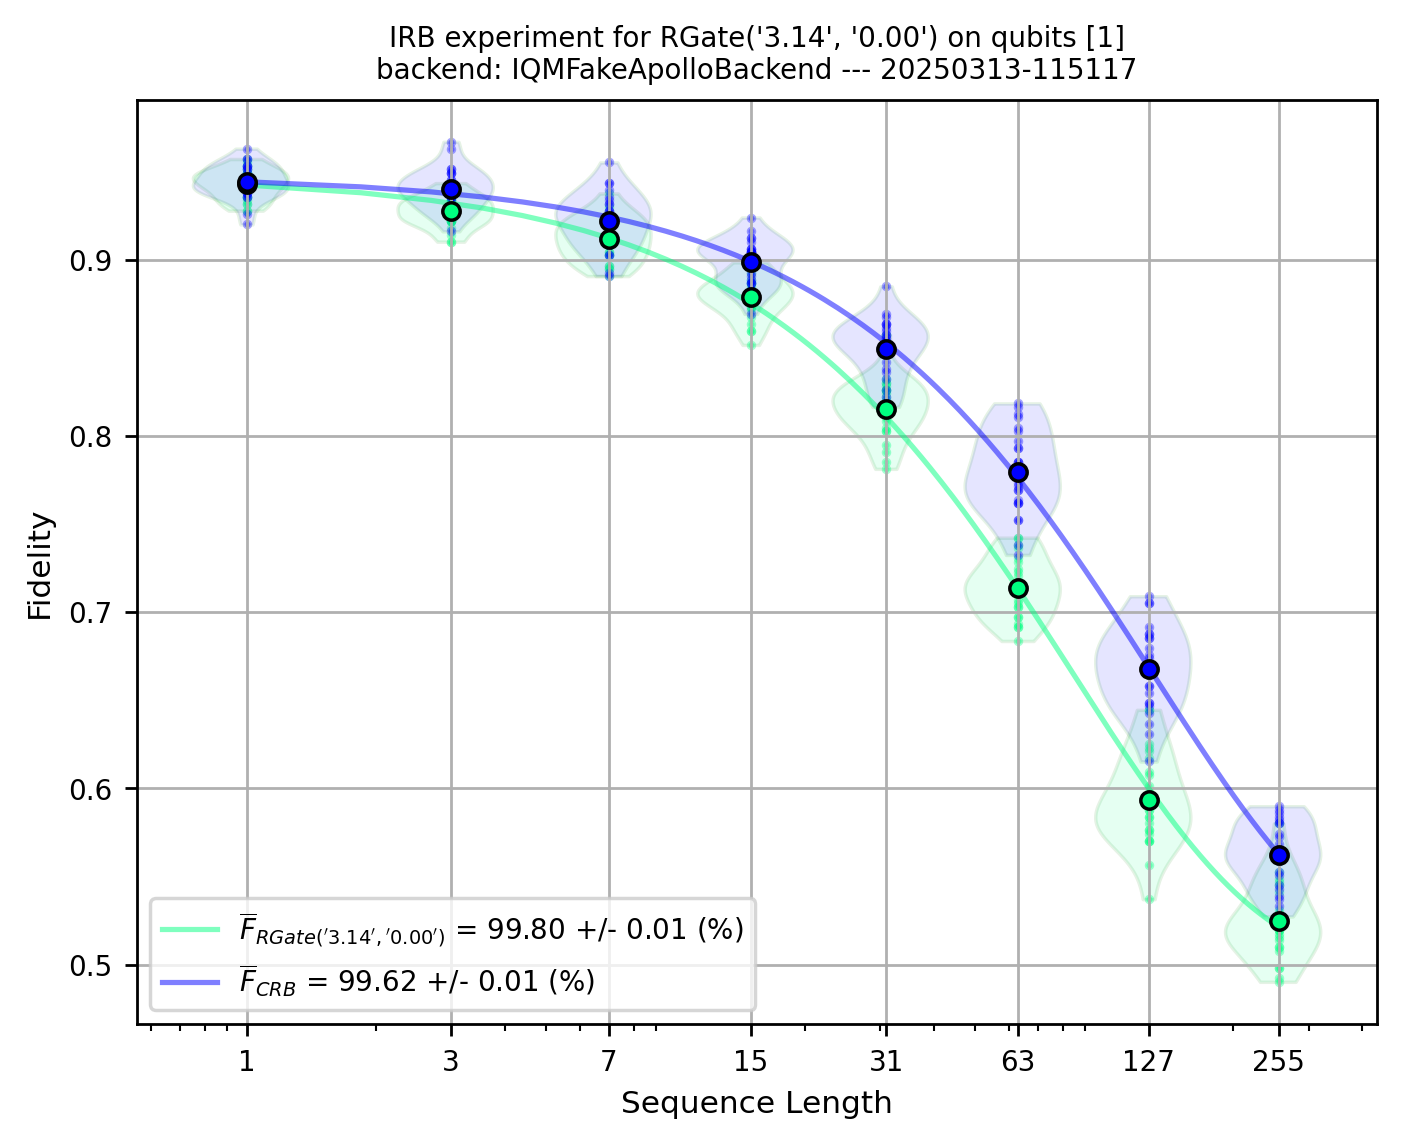 IRB experiment for RGate('3.14', '0.00') on qubits [1]
backend: IQMFakeApolloBackend --- 20250313-115117
Fidelity
0.9
0.8
0.7
0.6
0.5
F̅_RGate('3.14','0.00') = 99.80 +/- 0.01 (%)
F̅_CRB = 99.62 +/- 0.01 (%)
1 3 7 15 31 63 127 255
Sequence Length